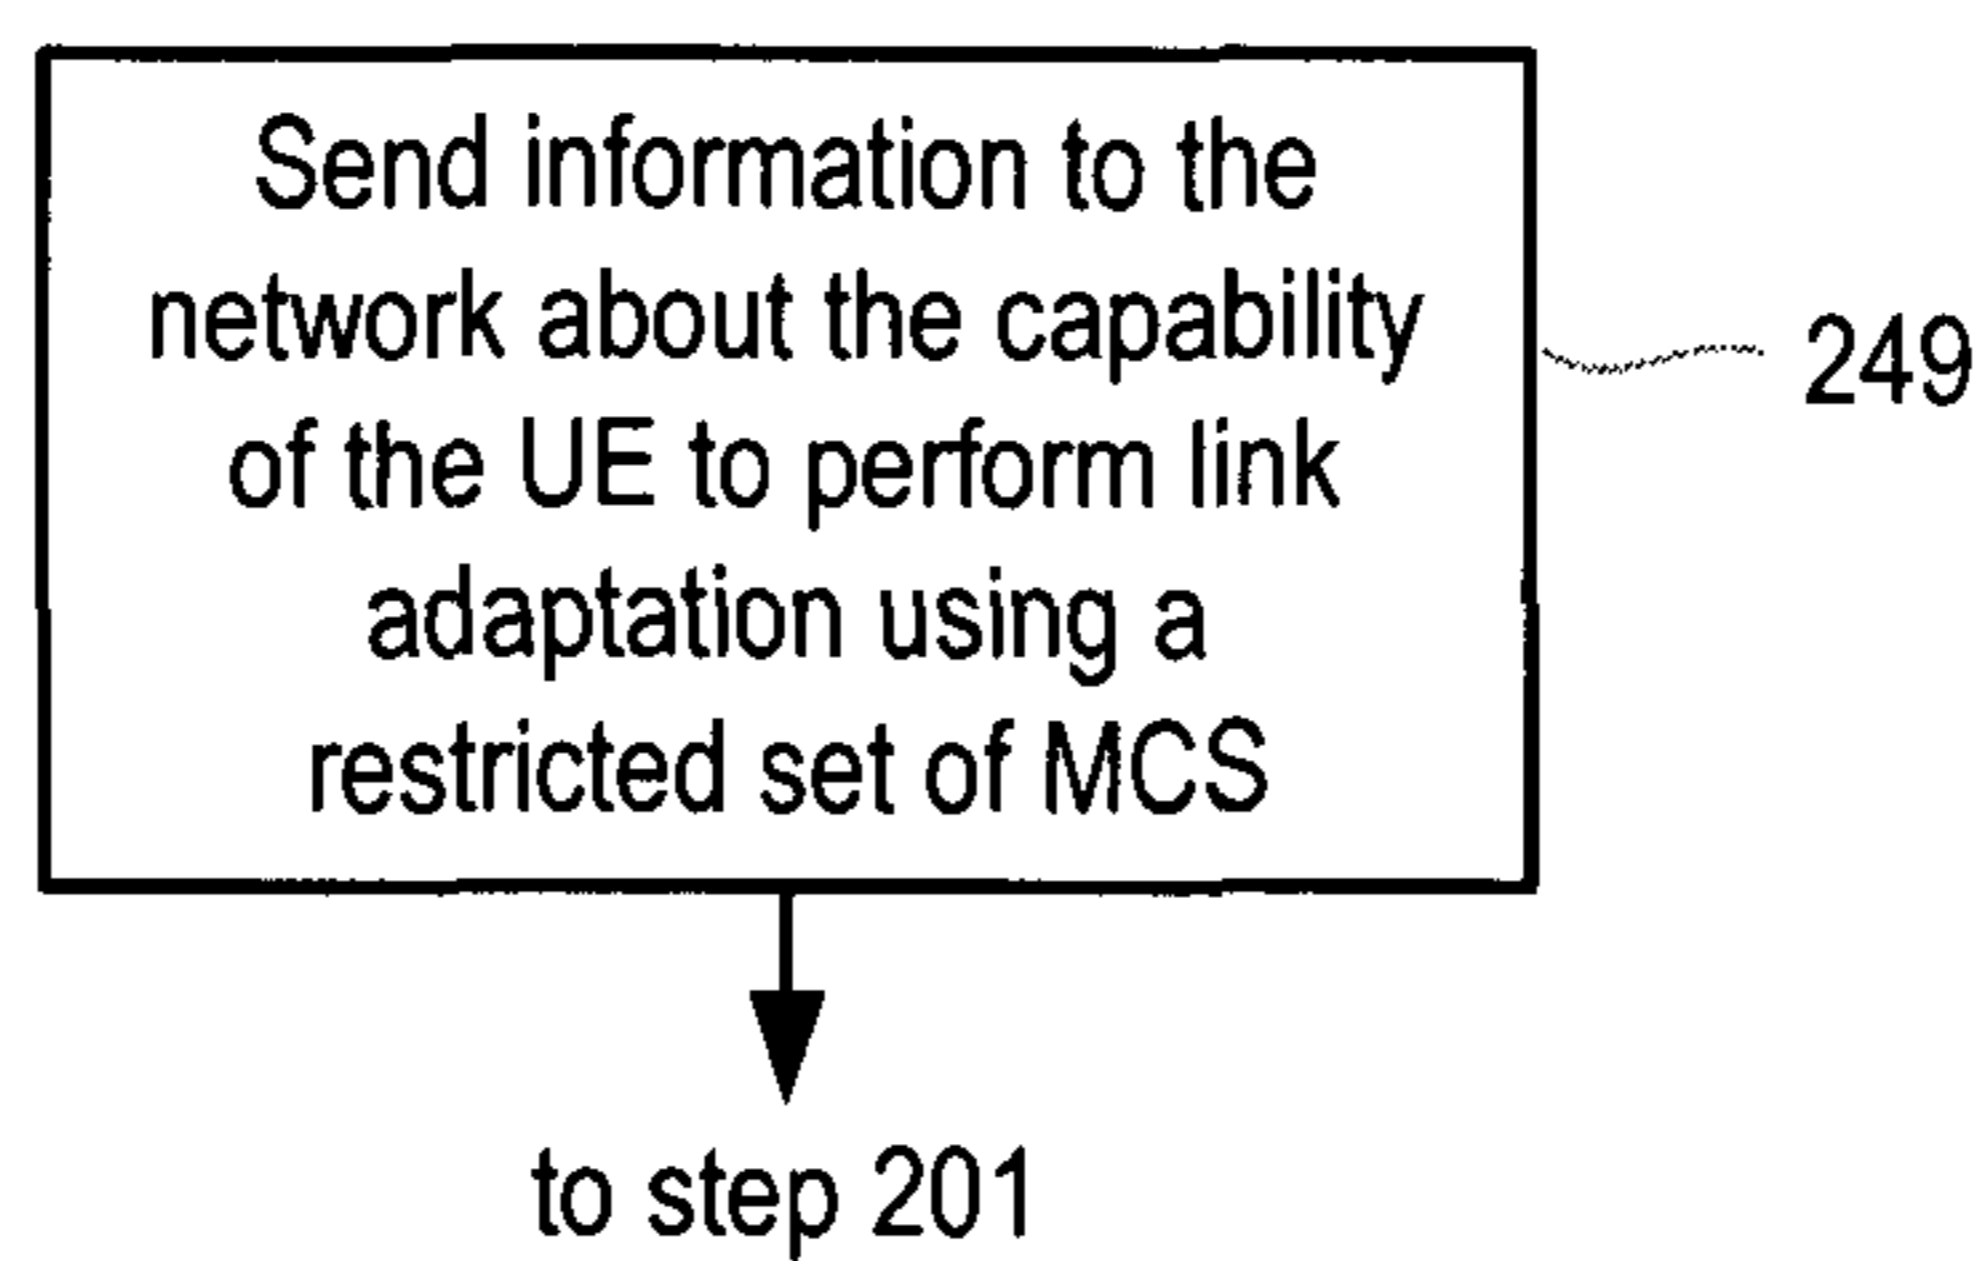 Send information to the
network about the capability
of the UE to perform link
adaptation using a
restricted set of MCS
249
to step 201